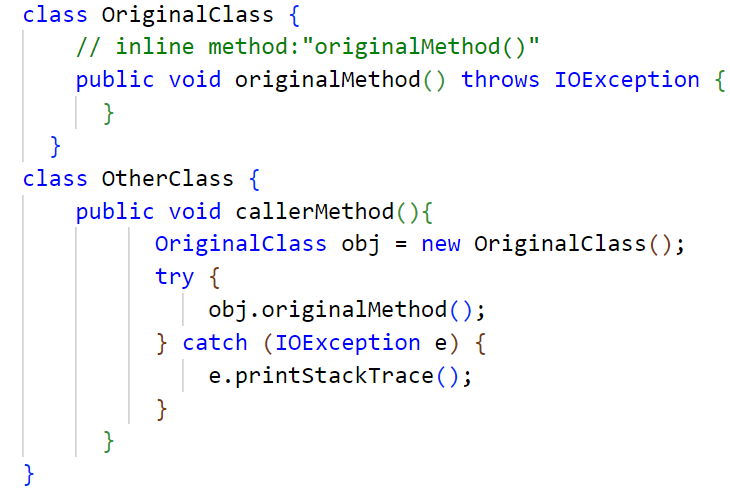 class OriginalClass {
// inline method:"originalMethod()"
public void originalMethod() throws IOException {
}
}
class OtherClass {
public void callerMethod(){
OriginalClass obj = new OriginalClass();
try {
obj.originalMethod();
} catch (IOException e) {
e.printStackTrace();
}
}
}